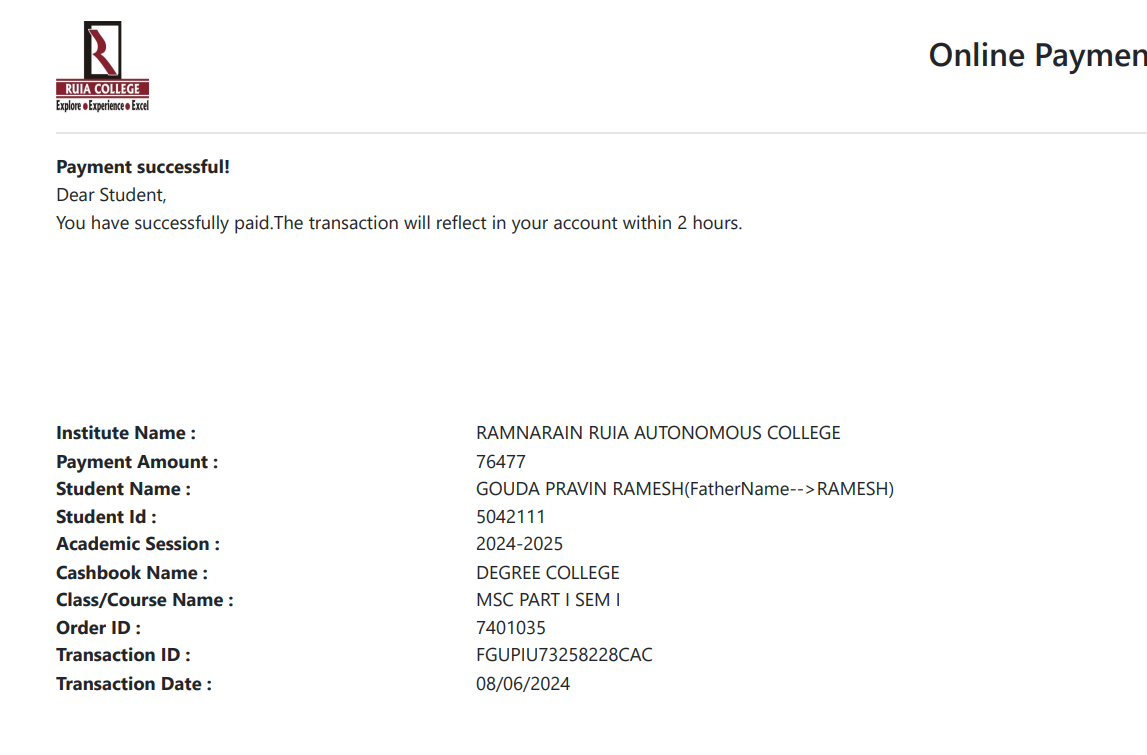 RUIA COLLEGE
Explore ● Experience ● Excel
Online Paymen
Payment successful!
Dear Student,
You have successfully paid.The transaction will reflect in your account within 2 hours.
Institute Name : RAMNARAIN RUIA AUTONOMOUS COLLEGE
Payment Amount : 76477
Student Name : GOUDA PRAVIN RAMESH(FatherName-->RAMESH)
Student Id : 5042111
Academic Session : 2024-2025
Cashbook Name : DEGREE COLLEGE
Class/Course Name : MSC PART I SEM I
Order ID : 7401035
Transaction ID : FGUPIU73258228CAC
Transaction Date : 08/06/2024